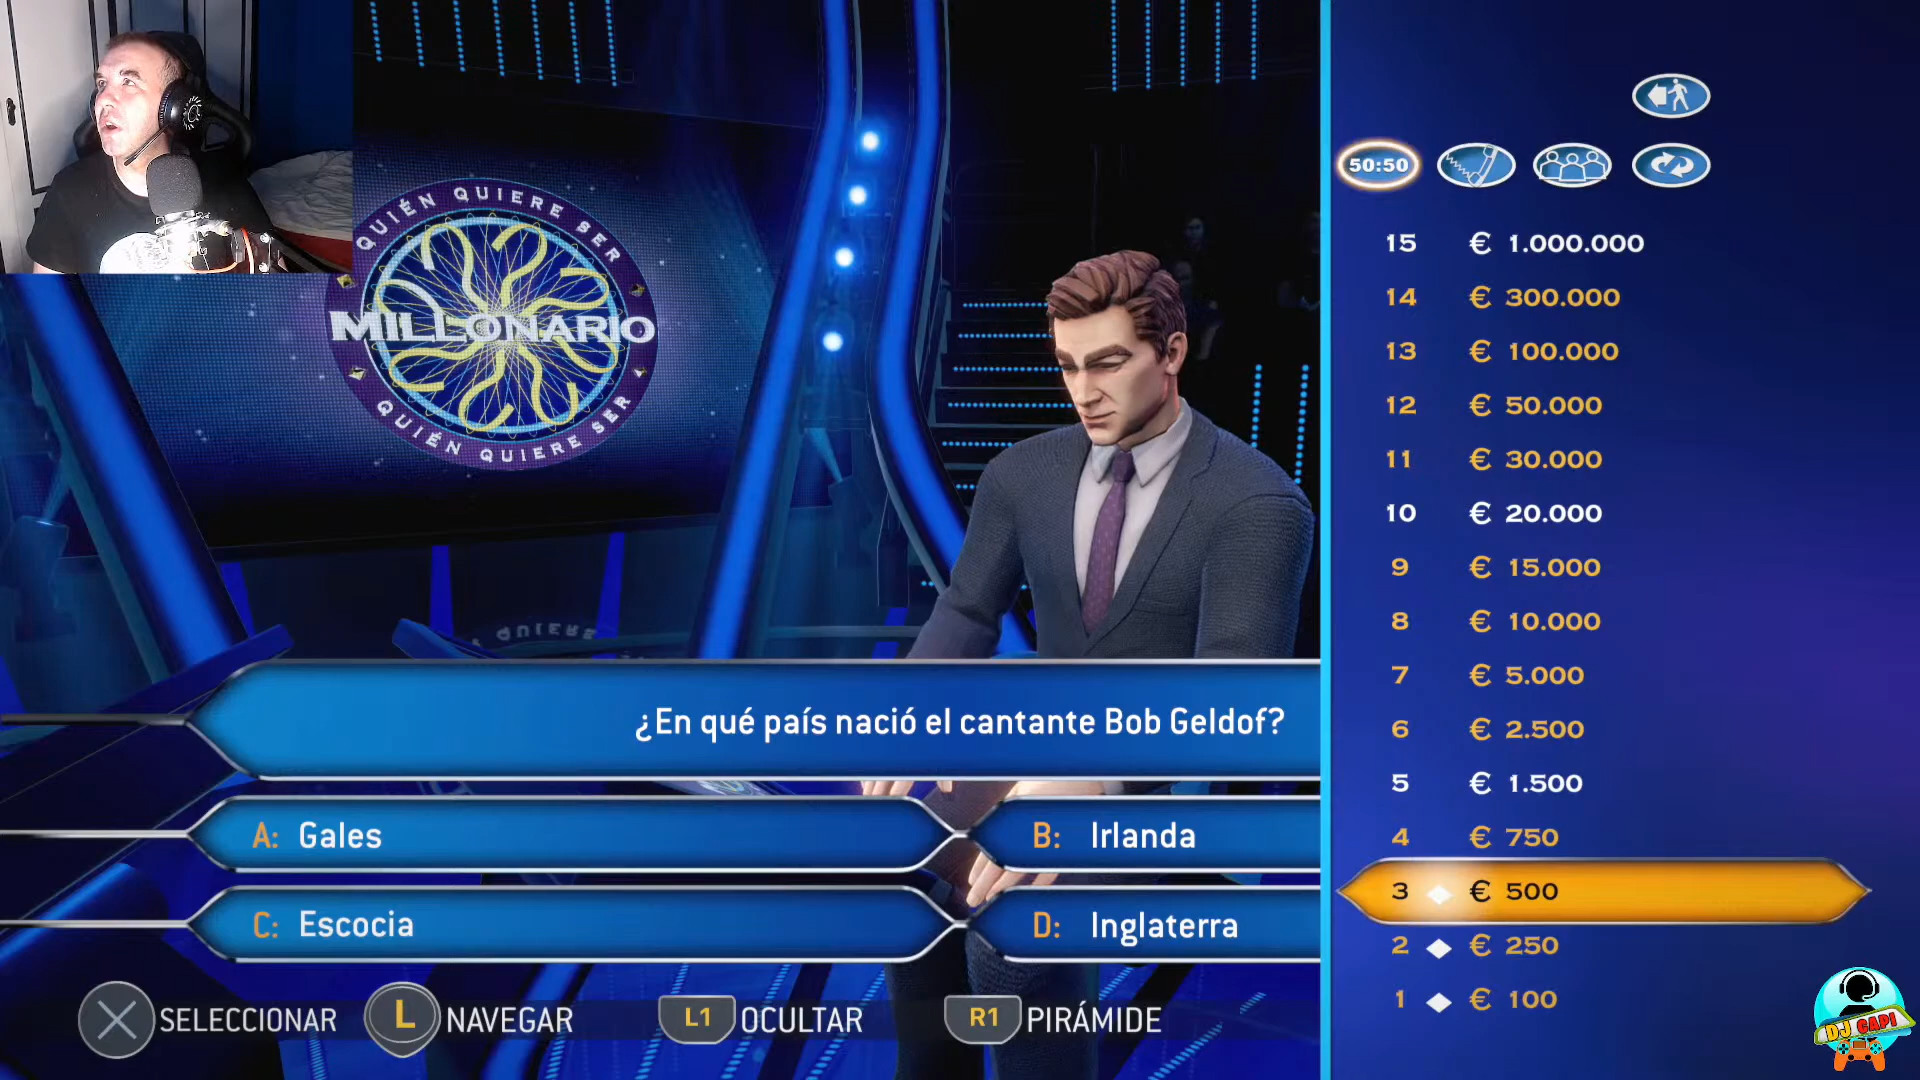 QUIÉN QUIERE SER
MILLONARIO
QUIÉN QUIERE SER
50:50
15 € 1.000.000
14 € 300.000
13 € 100.000
12 € 50.000
11 € 30.000
10 € 20.000
9 € 15.000
8 € 10.000
7 € 5.000
6 € 2.500
5 € 1.500
4 € 750
3 € 500
2 € 250
1 € 100
QUIERE
¿En qué país nació el cantante Bob Geldof?
A: Gales
B: Irlanda
C: Escocia
D: Inglaterra
SELECCIONAR
L NAVEGAR
L1 OCULTAR
R1 PIRÁMIDE
DJ CAPI